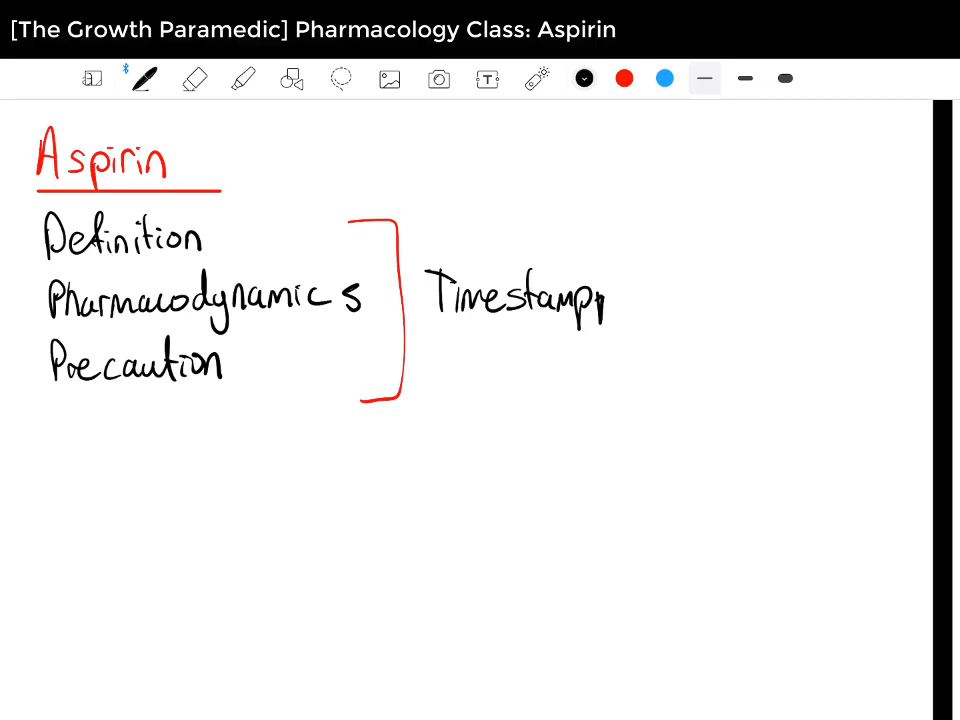 [The Growth Paramedic] Pharmacology Class: Aspirin
Aspirin
Definition
Pharmacodynamics
Precaution
Timestamp